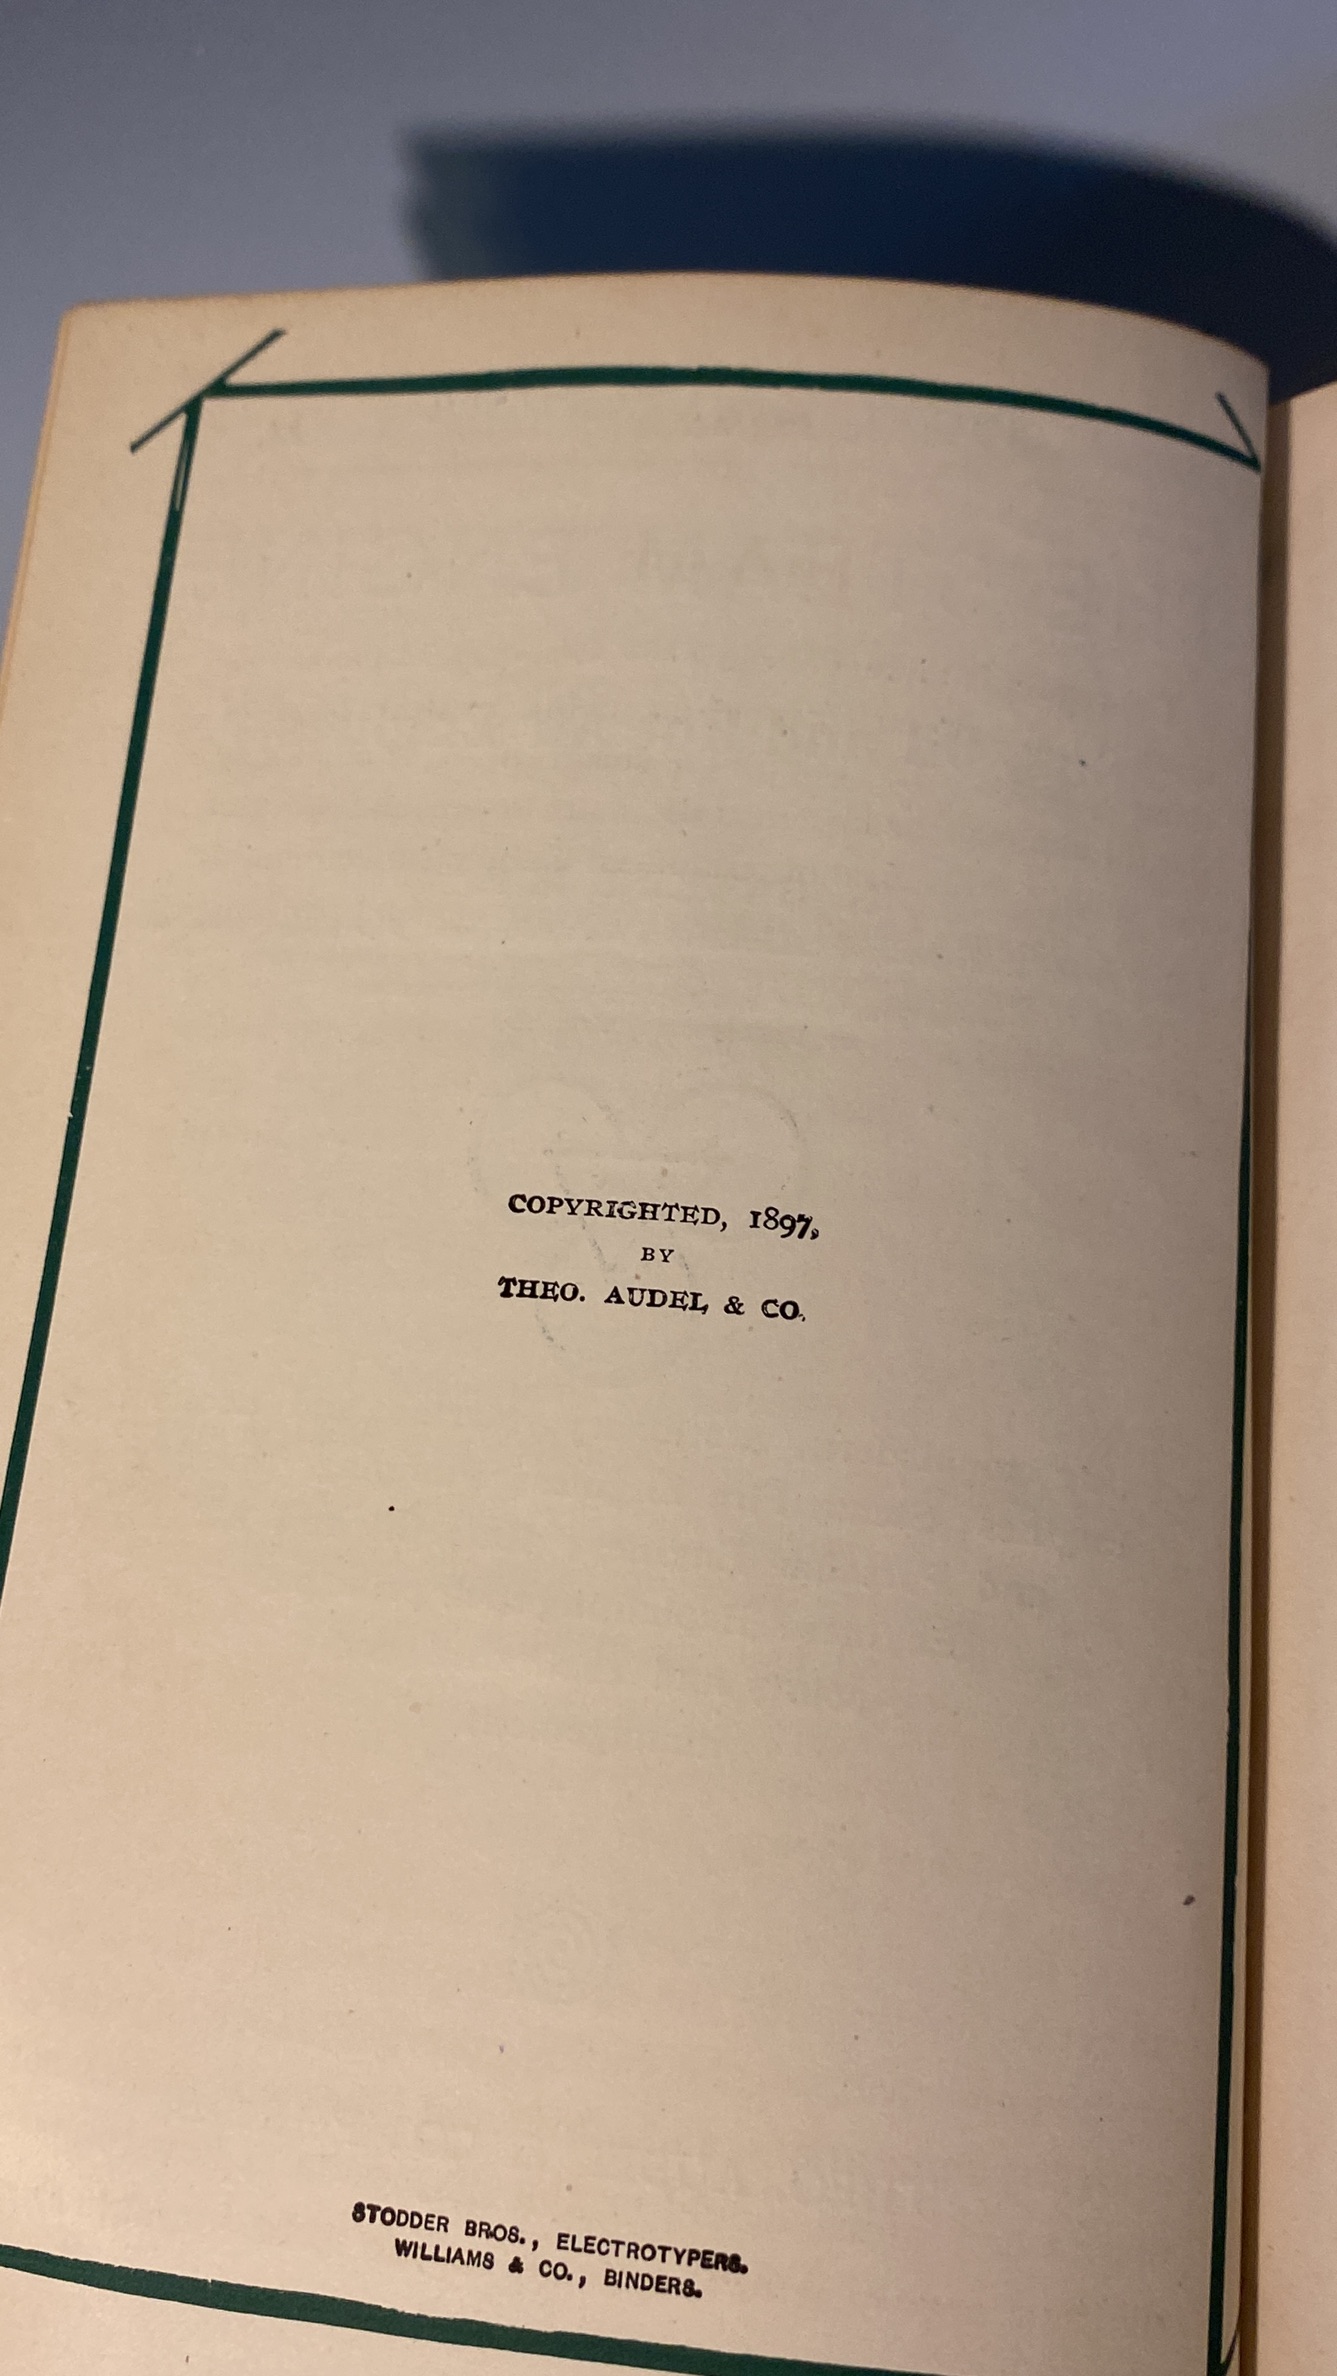 COPYRIGHTED, 1897,
BY
THEO. AUDEL & CO.
STODDER BROS., ELECTROTYPERS.
WILLIAMS & CO., BINDERS.